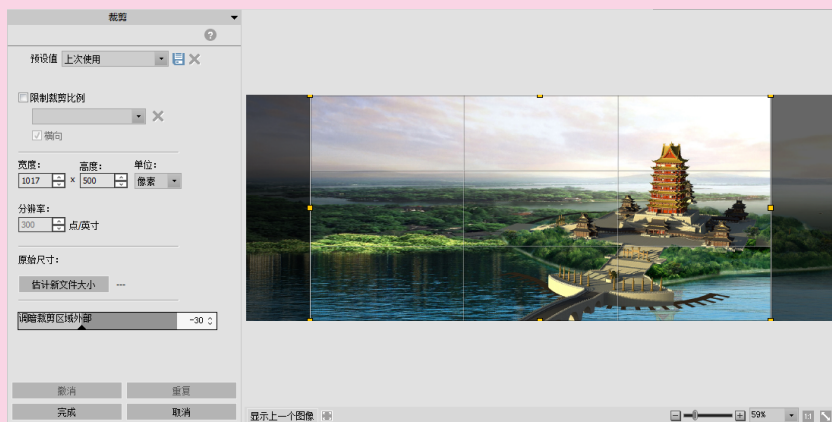 裁剪
预设值 上次使用
限制裁剪比例
横向
宽度: 高度: 单位:
1017 × 500 像素
分辨率:
300 点/英寸
原始尺寸:
估计新文件大小 ---
调暗裁剪区域外部 -30
撤消 重复
完成 取消
显示上一个图像 59%